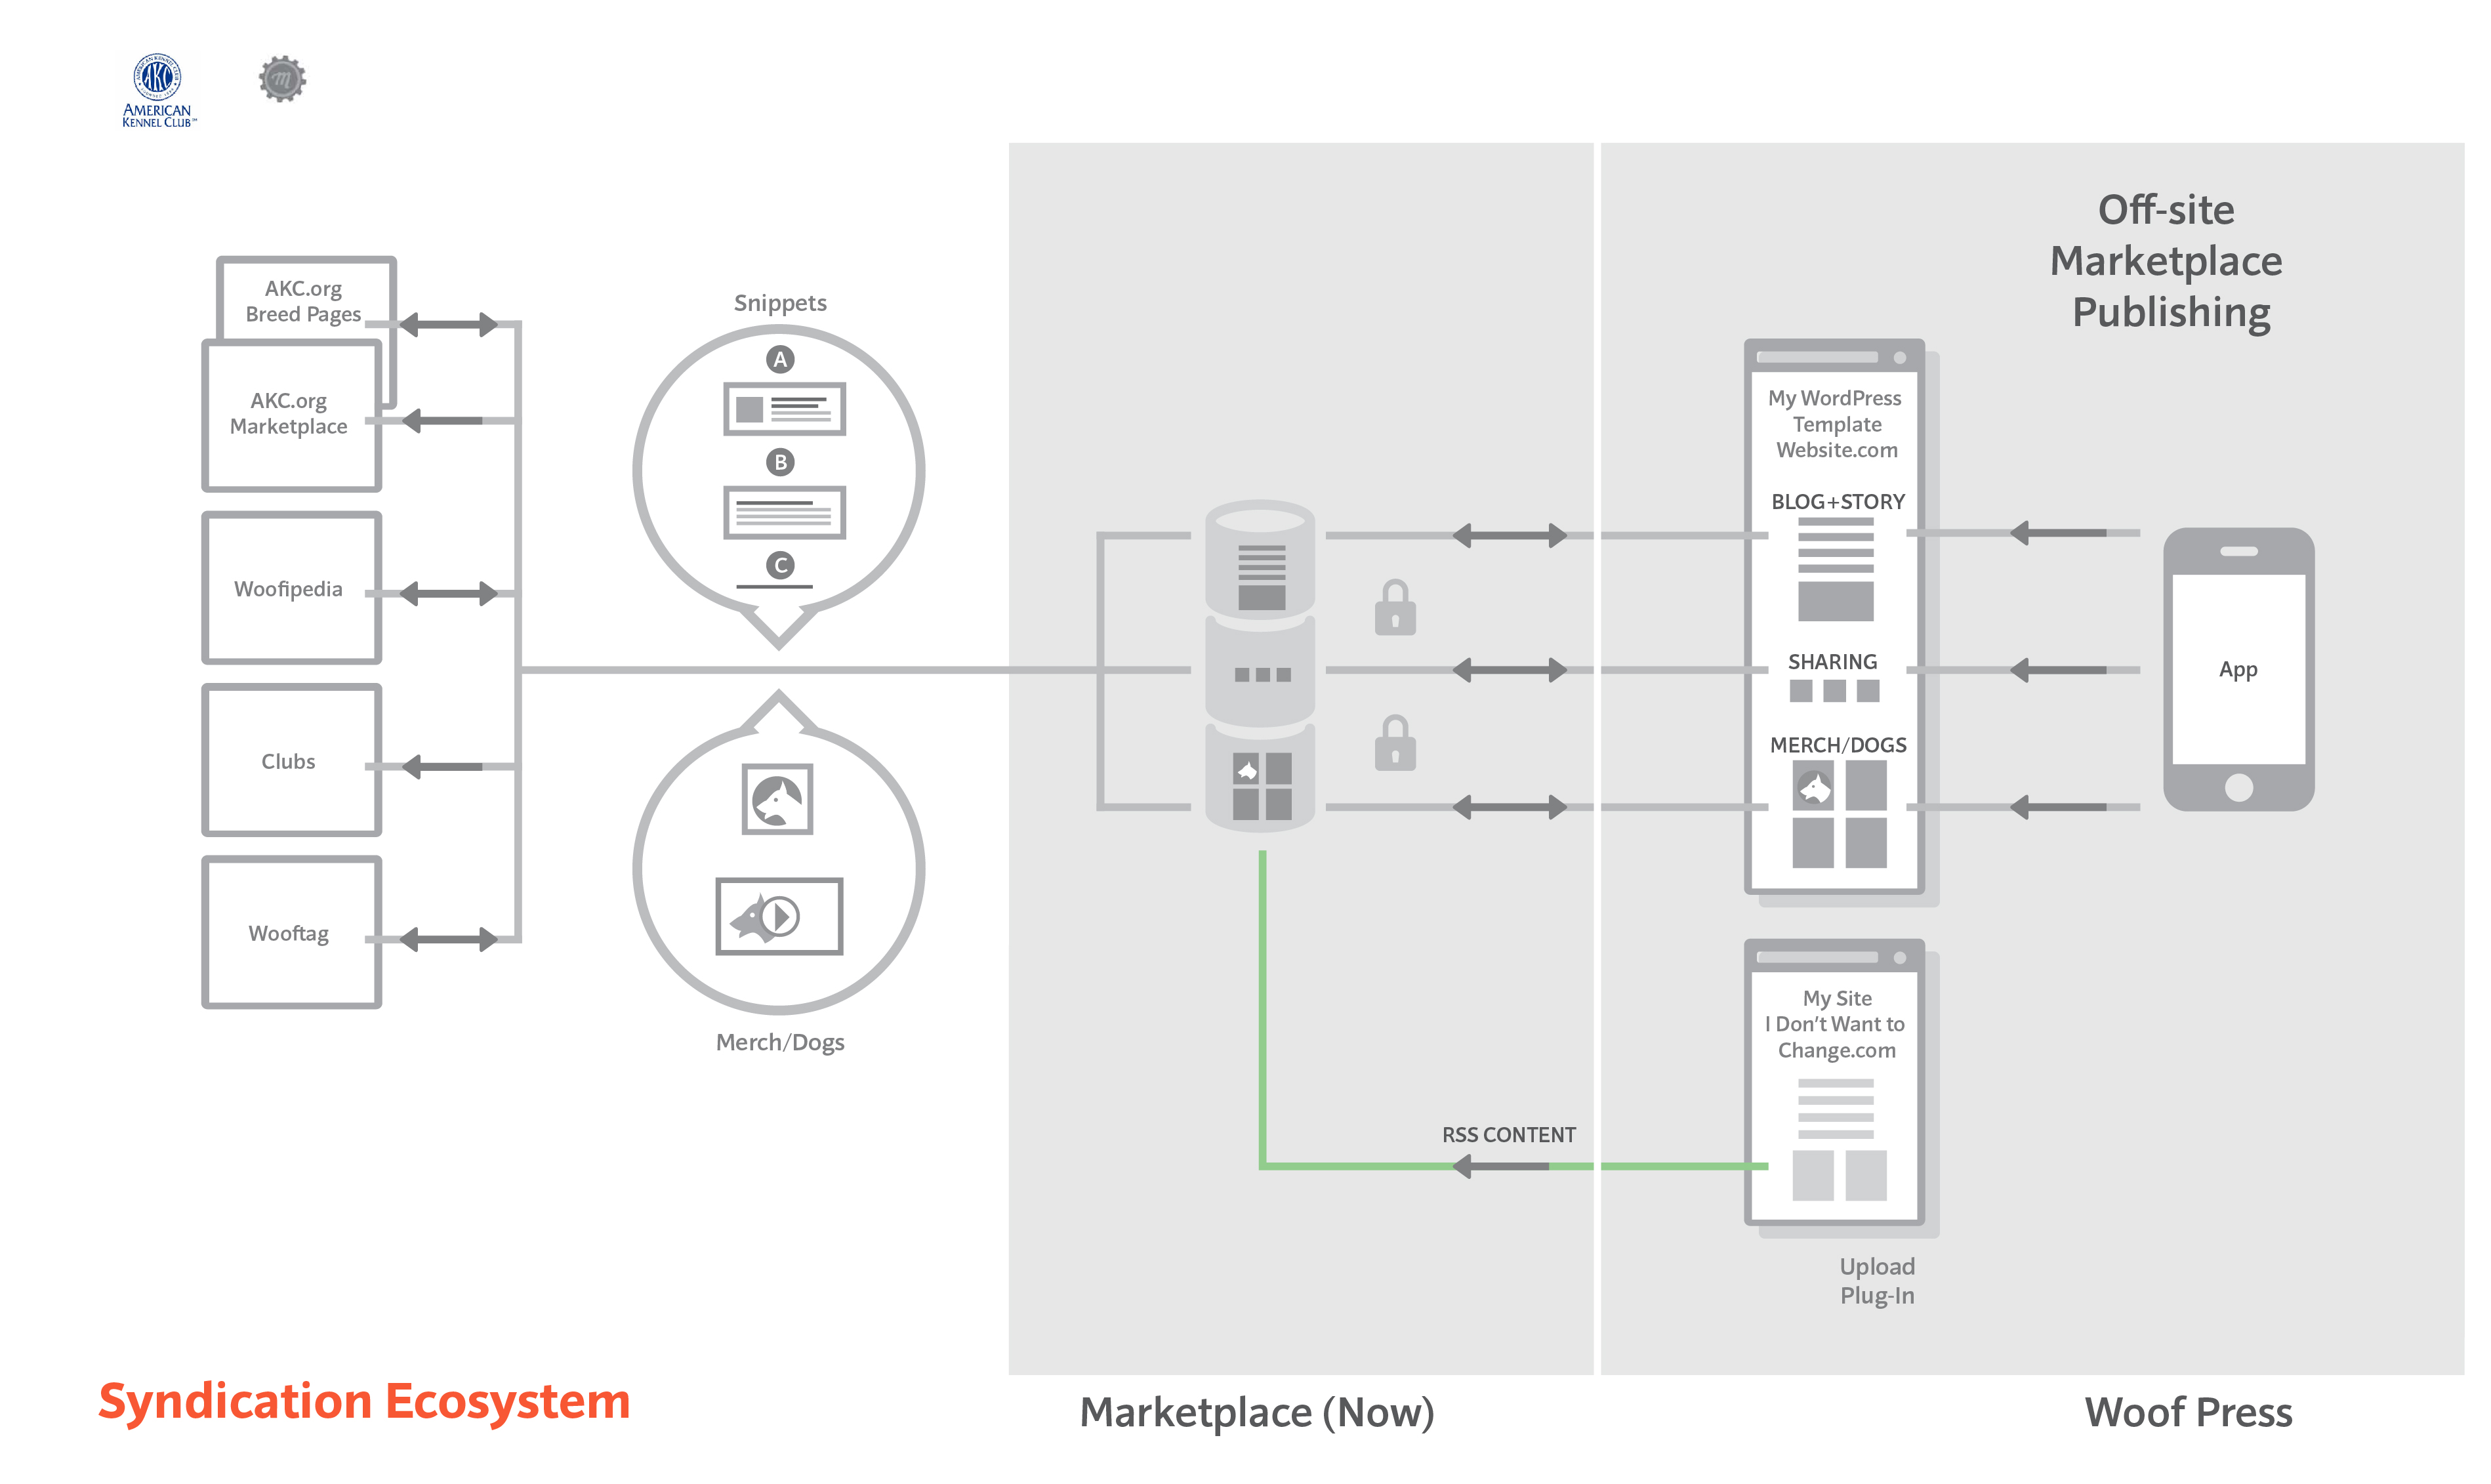 AKC
AMERICAN
KENNEL CLUB℠
m
Off-site
Marketplace
Publishing
AKC.org
Breed Pages
AKC.org
Marketplace
Woofipedia
Clubs
Wooftag
Snippets
A
B
C
Merch/Dogs
My WordPress
Template
Website.com
BLOG+STORY
SHARING
MERCH/DOGS
App
My Site
I Don't Want to
Change.com
RSS CONTENT
Upload
Plug-In
Syndication Ecosystem
Marketplace (Now)
Woof Press